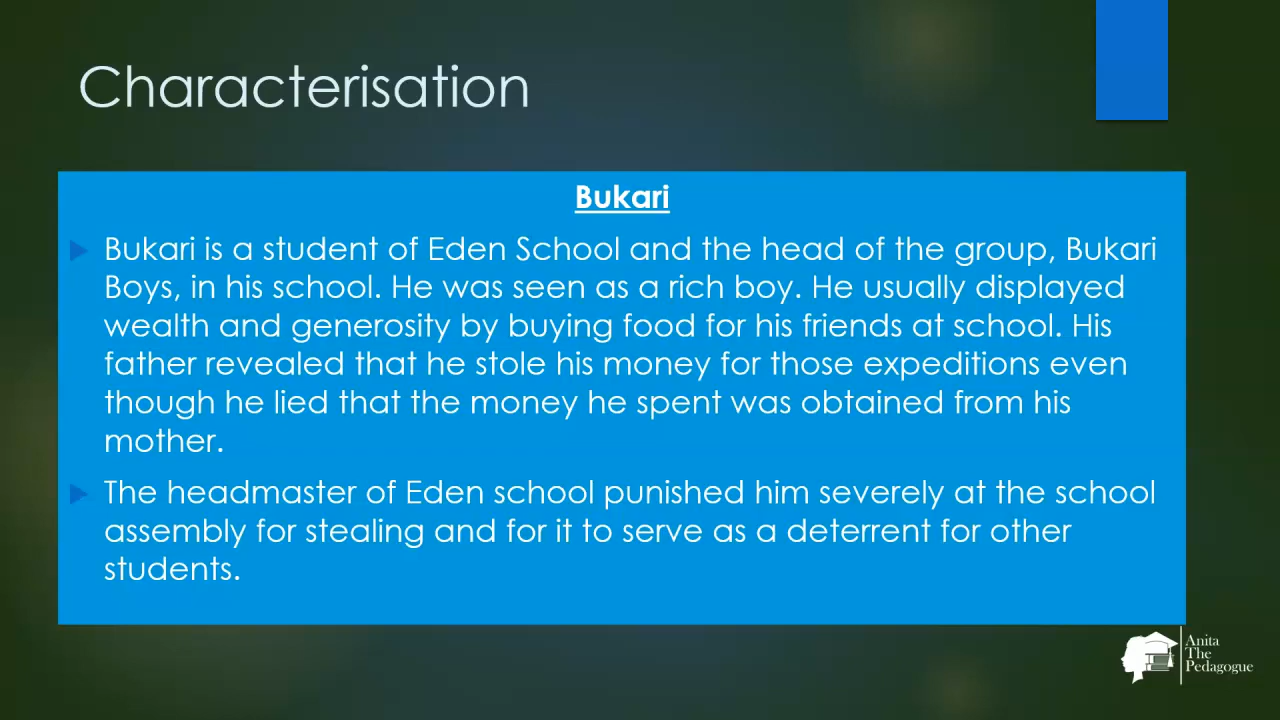 Characterisation
Bukari
Bukari is a student of Eden School and the head of the group, Bukari
Boys, in his school. He was seen as a rich boy. He usually displayed
wealth and generosity by buying food for his friends at school. His
father revealed that he stole his money for those expeditions even
though he lied that the money he spent was obtained from his
mother.
The headmaster of Eden school punished him severely at the school
assembly for stealing and for it to serve as a deterrent for other
students.
Anita
The
Pedagogue